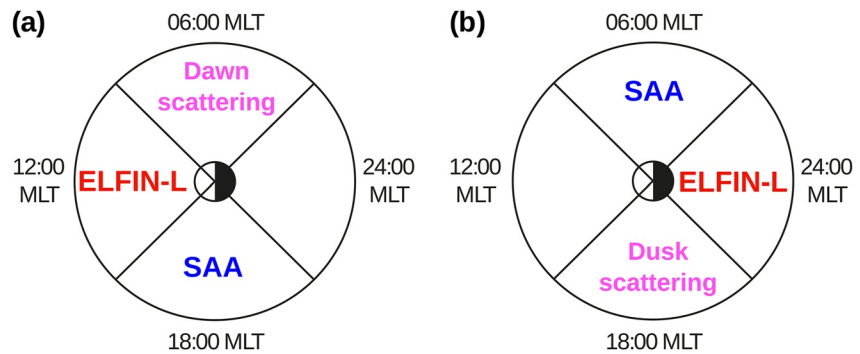 (a)
06:00 MLT
Dawn
scattering
12:00
MLT
ELFIN-L
24:00
MLT
SAA
18:00 MLT
(b)
06:00 MLT
SAA
12:00
MLT
ELFIN-L
24:00
MLT
Dusk
scattering
18:00 MLT